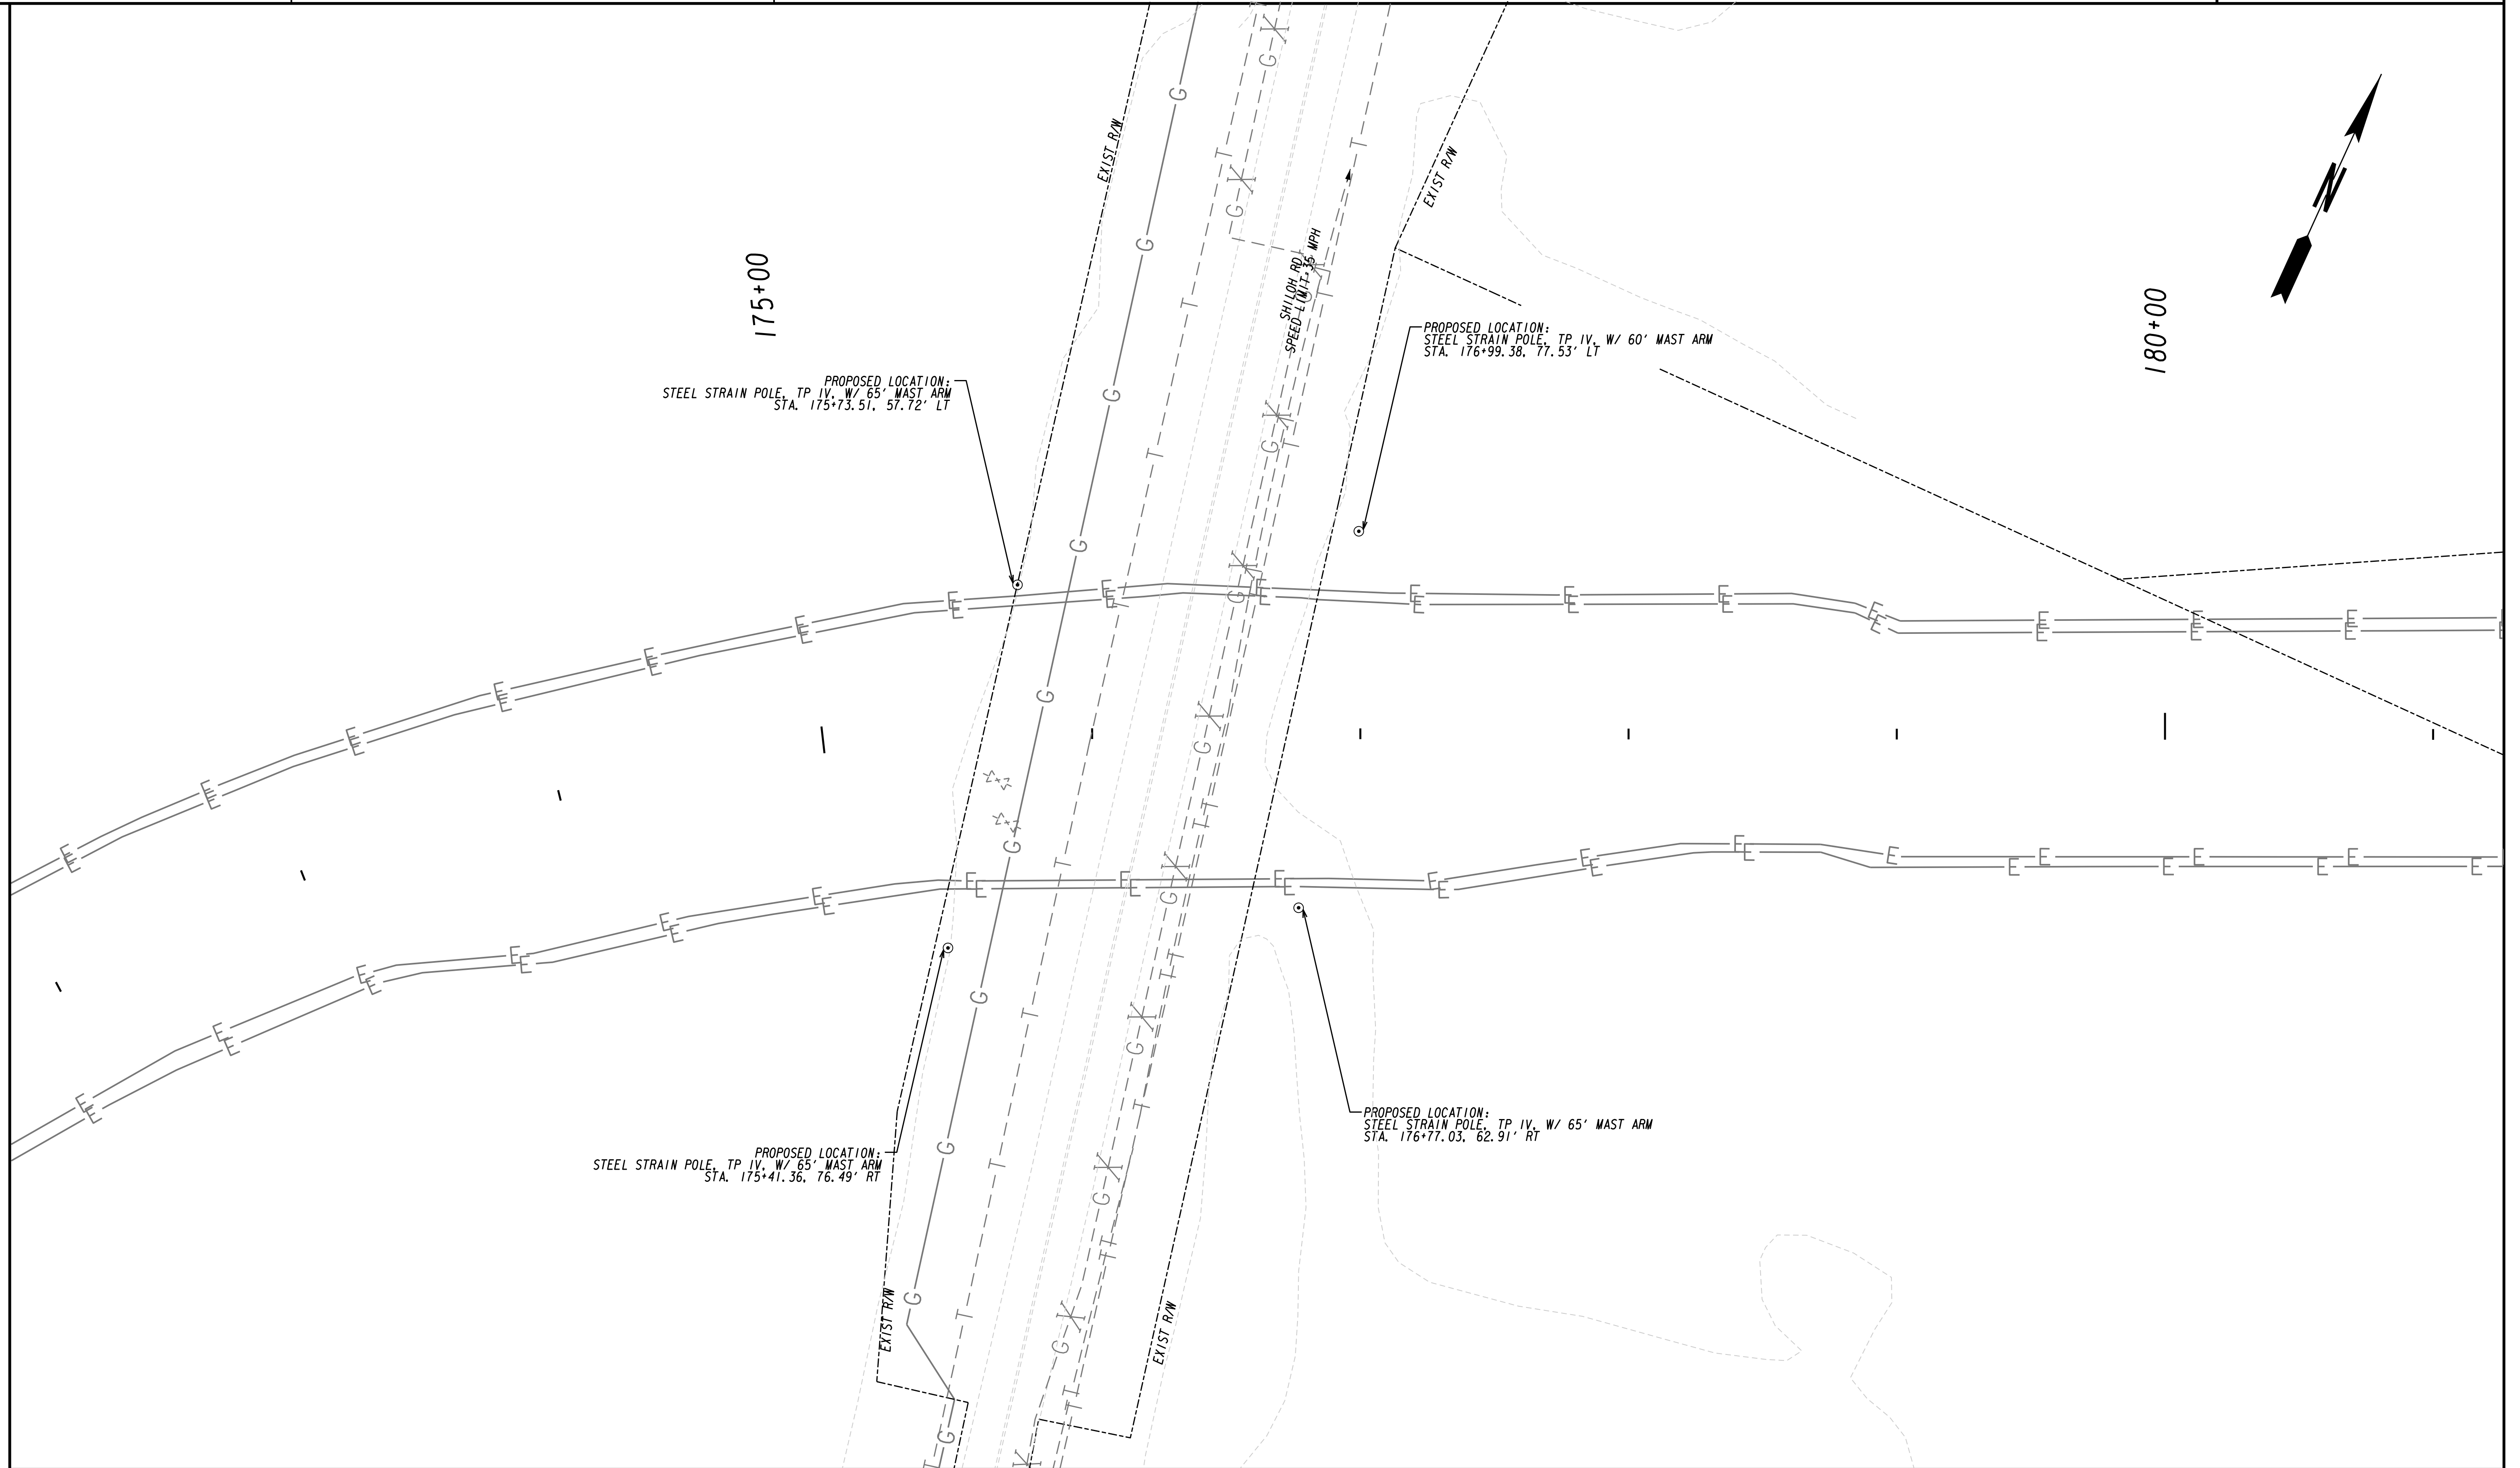 EXIST R/W
EXIST R/W
N
175+00
180+00
SHILOH RD.
SPEED LIMIT: 35 MPH
PROPOSED LOCATION:
STEEL STRAIN POLE, TP IV, W/ 60' MAST ARM
STA. 176+99.38, 77.53' LT
PROPOSED LOCATION:
STEEL STRAIN POLE, TP IV, W/ 65' MAST ARM
STA. 175+73.51, 57.72' LT
PROPOSED LOCATION:
STEEL STRAIN POLE, TP IV, W/ 65' MAST ARM
STA. 176+77.03, 62.91' RT
PROPOSED LOCATION:
STEEL STRAIN POLE, TP IV, W/ 65' MAST ARM
STA. 175+41.36, 76.49' RT
EXIST R/W
EXIST R/W